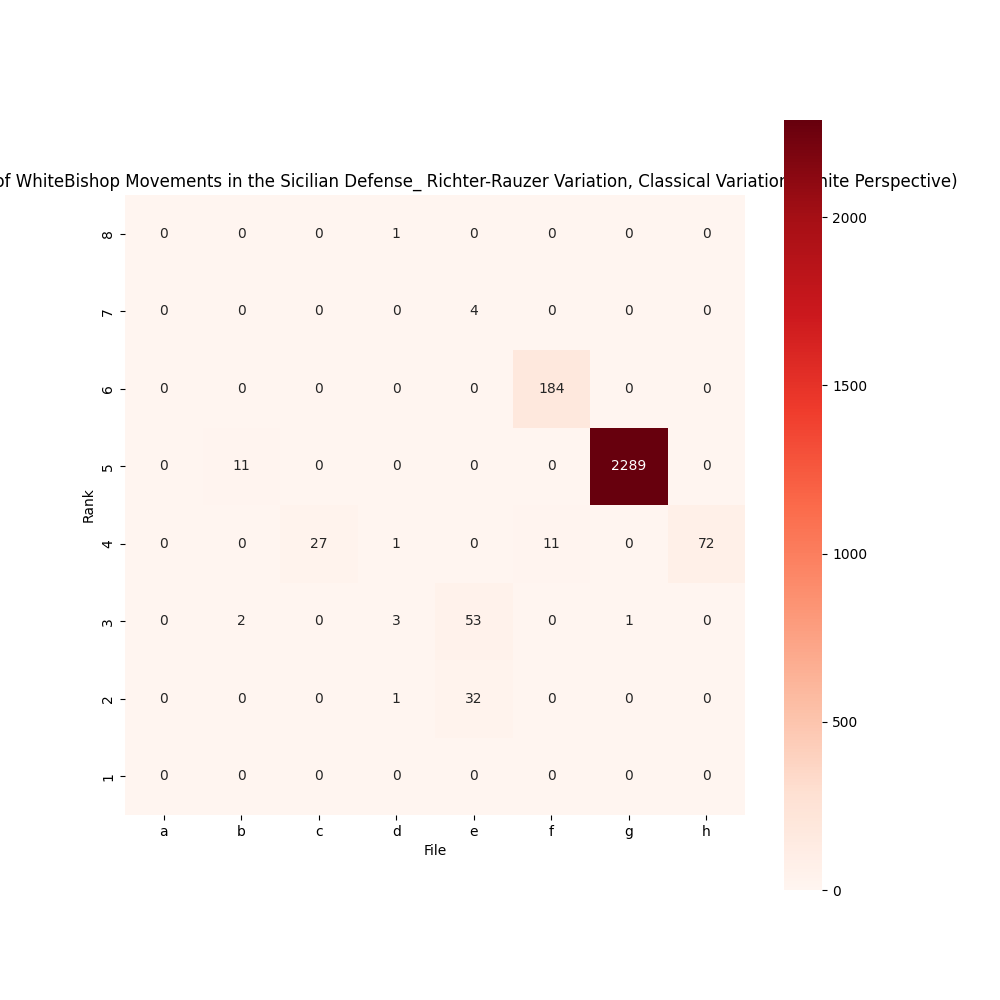 of WhiteBishop Movements in the Sicilian Defense_ Richter-Rauzer Variation, Classical Variation Perspective)
8 0 0 0 1 0 0 0 0
7 0 0 0 0 4 0 0 0
6 0 0 0 0 0 184 0 0
5 0 11 0 0 0 0 2289 0
4 0 0 27 1 0 11 0 72
3 0 2 0 3 53 0 1 0
2 0 0 0 1 32 0 0 0
1 0 0 0 0 0 0 0 0
a b c d e f g h
File
Rank
2000
1500
1000
500
0